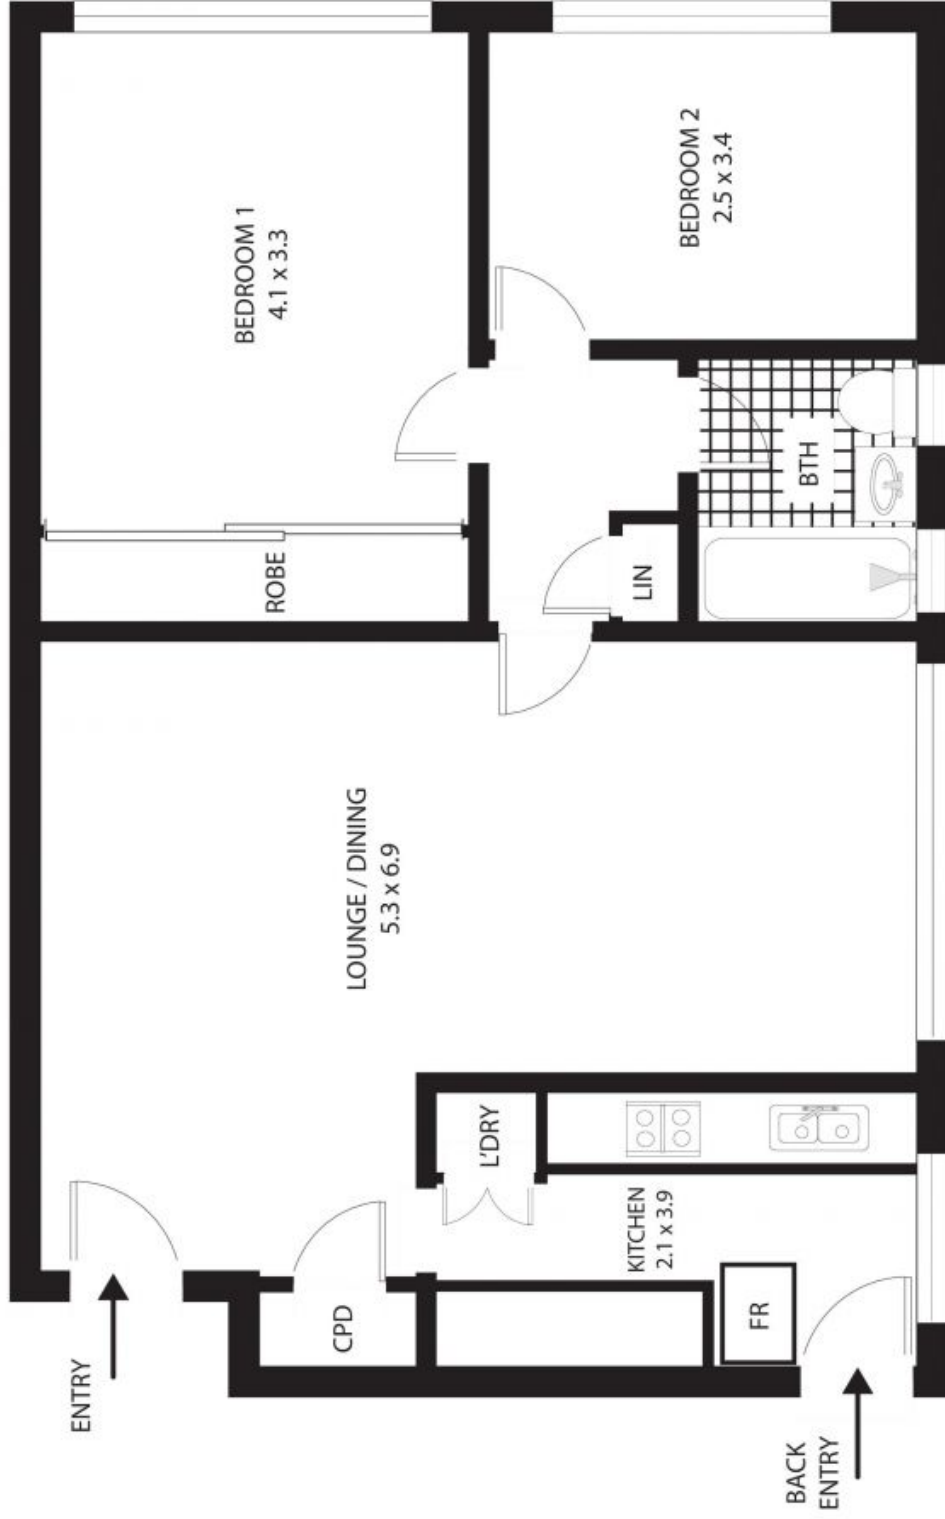 BEDROOM 1
4.1 x 3.3
BEDROOM 2
2.5 x 3.4
ROBE
LIN
BTH
LOUNGE / DINING
5.3 x 6.9
L'DRY
KITCHEN
2.1 x 3.9
CPD
FR
ENTRY
BACK
ENTRY